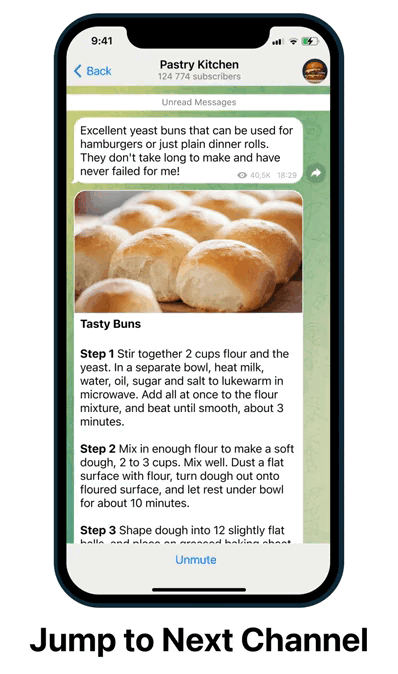 9:41
Pastry Kitchen
Back
124 774 subscribers
Unread Messages
Excellent yeast buns that can be used for
hamburgers or just plain dinner rolls.
They don't take long to make and have
never failed for me!
40,5K 18:29
Tasty Buns
Step 1 Stir together 2 cups flour and the
yeast. In a separate bowl, heat milk,
water, oil, sugar and salt to lukewarm in
microwave. Add all at once to the flour
mixture, and beat until smooth, about 3
minutes.
Step 2 Mix in enough flour to make a soft
dough, 2 to 3 cups. Mix well. Dust a flat
surface with flour, turn dough out onto
floured surface, and let rest under bowl
for about 10 minutes.
Step 3 Shape dough into 12 slightly flat
balls, and place on greased baking sheet
Unmute
Jump to Next Channel